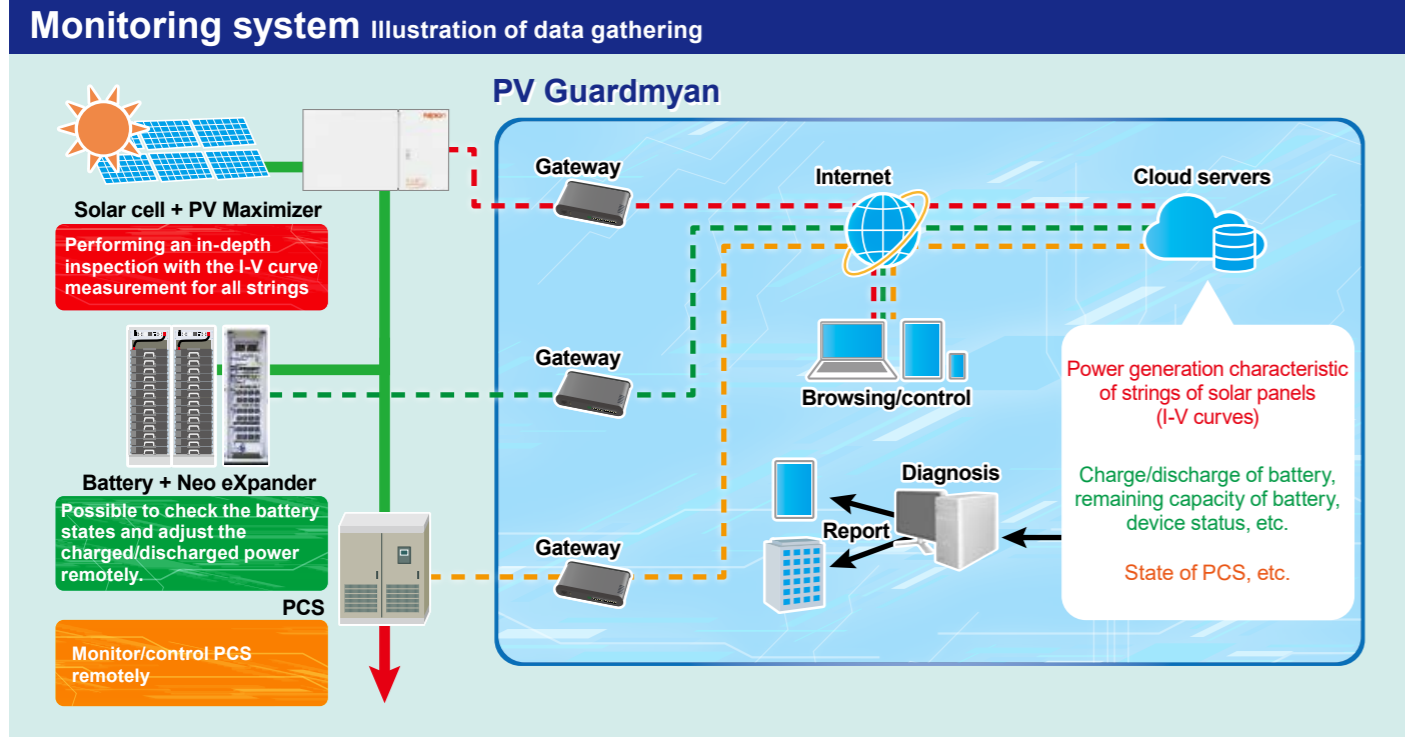 Monitoring system Illustration of data gathering
PV Guardmyan
Gateway
Internet
Cloud servers
Solar cell + PV Maximizer
Performing an in-depth
inspection with the I-V curve
measurement for all strings
Gateway
Browsing/control
Power generation characteristic
of strings of solar panels
(I-V curves)
Charge/discharge of battery,
remaining capacity of battery,
device status, etc.
State of PCS, etc.
Battery + Neo eXpander
Possible to check the battery
states and adjust the
charged/discharged power
remotely.
Diagnosis
Report
Gateway
PCS
Monitor/control PCS
remotely